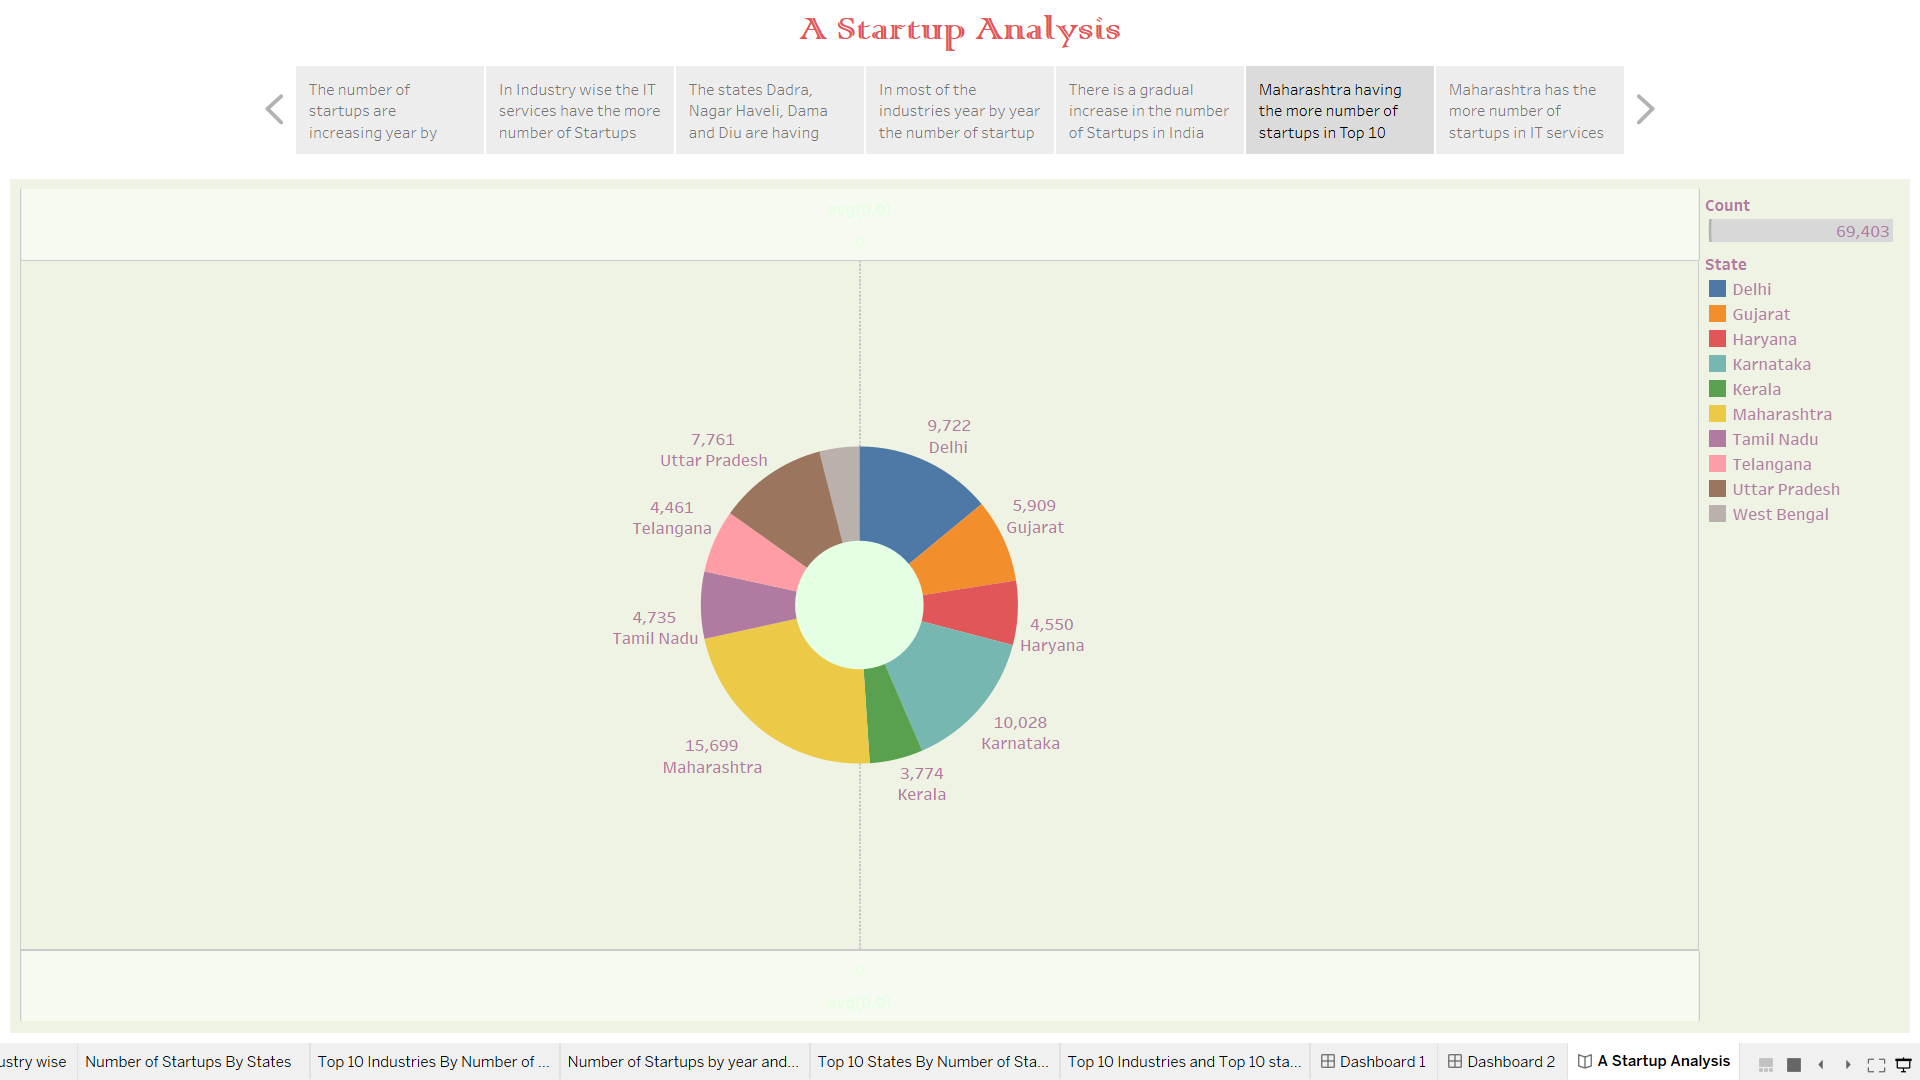 A Startup Analysis
The number of
startups are
increasing year by
In Industry wise the IT
services have the more
number of Startups
The states Dadra,
Nagar Haveli, Dama
and Diu are having
In most of the
industries year by year
the number of startup
There is a gradual
increase in the number
of Startups in India
Maharashtra having
the more number of
startups in Top 10
Maharashtra has the
more number of
startups in IT services
avg(0.0)
0
Count
69,403
State
Delhi
Gujarat
Haryana
Karnataka
Kerala
Maharashtra
Tamil Nadu
Telangana
Uttar Pradesh
West Bengal
9,722
Delhi
7,761
Uttar Pradesh
5,909
Gujarat
4,461
Telangana
4,735
Tamil Nadu
4,550
Haryana
10,028
Karnataka
15,699
Maharashtra
3,774
Kerala
0
avg(0.0)
ustry wise
Number of Startups By States
Top 10 Industries By Number of ...
Number of Startups by year and...
Top 10 States By Number of Sta...
Top 10 Industries and Top 10 sta...
Dashboard 1
Dashboard 2
A Startup Analysis